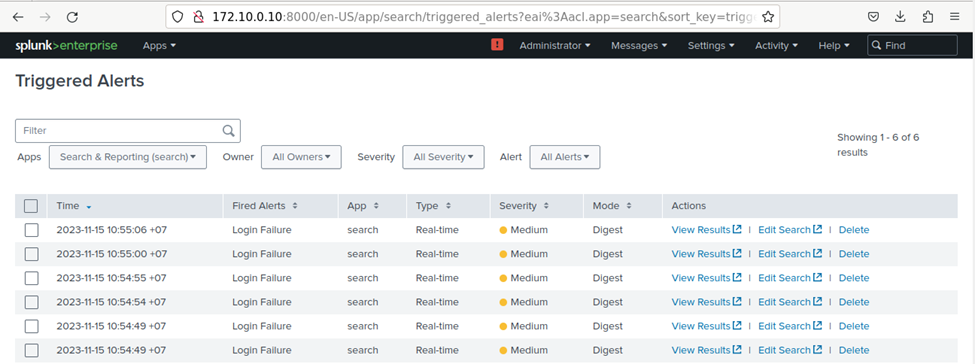 172.10.0.10:8000/en-US/app/search/triggered_alerts?eai%3Aacl.app=search&sort_key=trigg
splunk>enterprise Apps ! Administrator Messages Settings Activity Help Find
Triggered Alerts
Filter
Showing 1 - 6 of 6
results
Apps Search & Reporting (search) Owner All Owners Severity All Severity Alert All Alerts
Time Fired Alerts App Type Severity Mode Actions
2023-11-15 10:55:06 +07 Login Failure search Real-time Medium Digest View Results | Edit Search | Delete
2023-11-15 10:55:00 +07 Login Failure search Real-time Medium Digest View Results | Edit Search | Delete
2023-11-15 10:54:55 +07 Login Failure search Real-time Medium Digest View Results | Edit Search | Delete
2023-11-15 10:54:54 +07 Login Failure search Real-time Medium Digest View Results | Edit Search | Delete
2023-11-15 10:54:49 +07 Login Failure search Real-time Medium Digest View Results | Edit Search | Delete
2023-11-15 10:54:49 +07 Login Failure search Real-time Medium Digest View Results | Edit Search | Delete